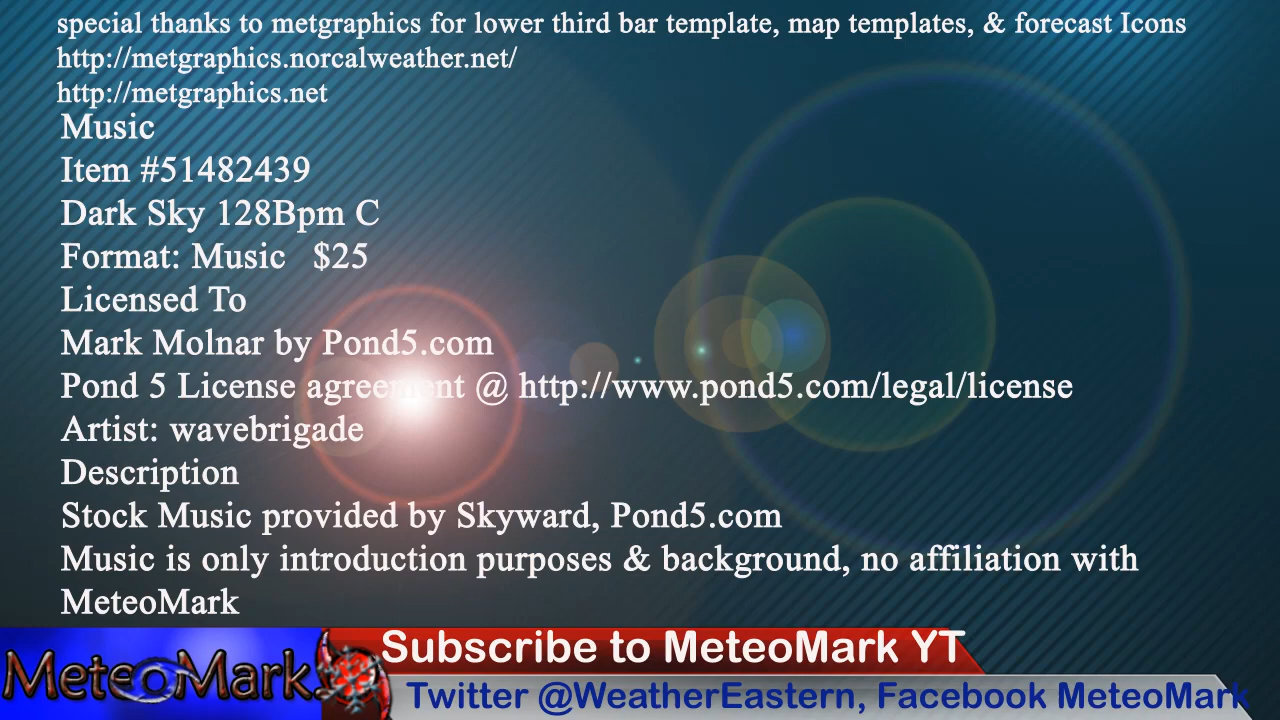 special thanks to metgraphics for lower third bar template, map templates, & forecast Icons
http://metgraphics.norcalweather.net/
http://metgraphics.net
Music
Item #51482439
Dark Sky 128Bpm C
Format: Music $25
Licensed To
Mark Molnar by Pond5.com
Pond 5 License agreement @ http://www.pond5.com/legal/license
Artist: wavebrigade
Description
Stock Music provided by Skyward, Pond5.com
Music is only introduction purposes & background, no affiliation with
MeteoMark
Subscribe to MeteoMark YT
MeteoMark
Twitter @WeatherEastern, Facebook MeteoMark